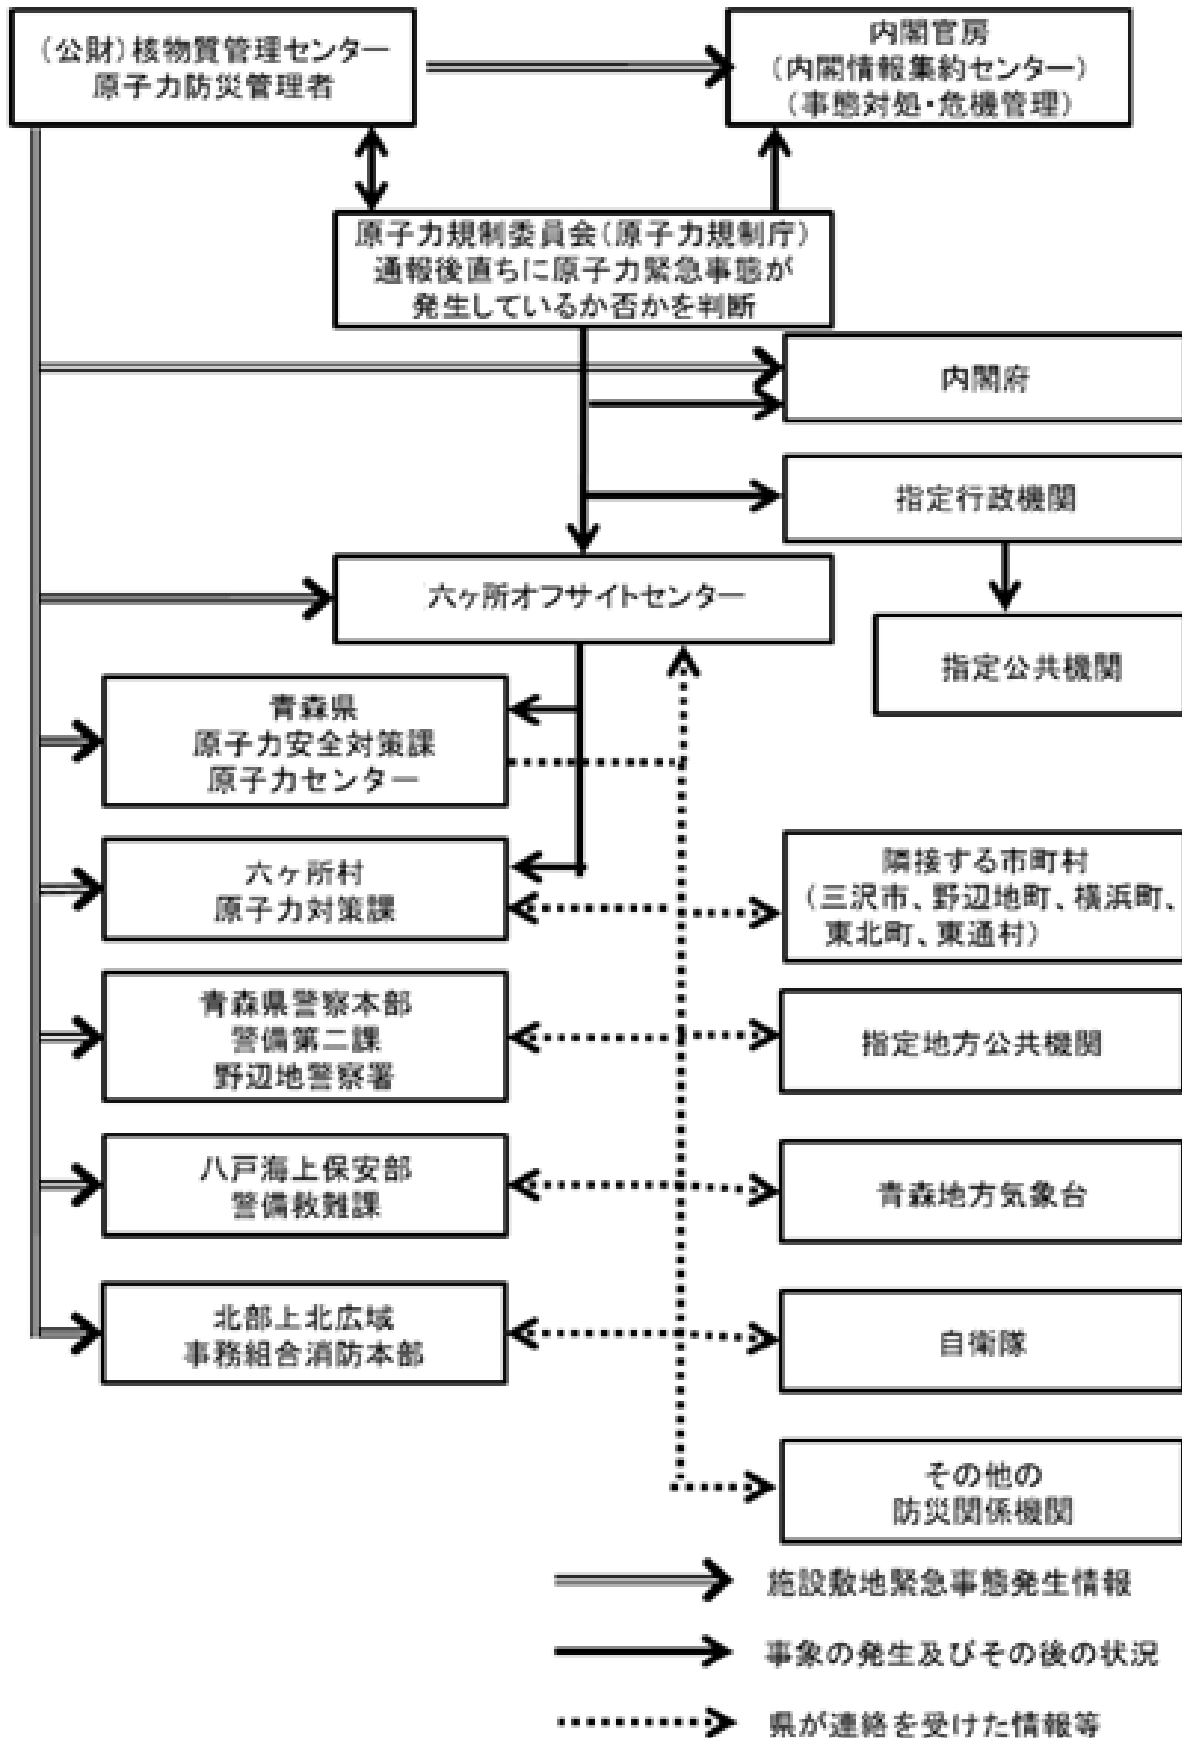 (公財)核物質管理センター
原子力防災管理者
内閣官房
(内閣情報集約センター)
(事態対処・危機管理)
原子力規制委員会(原子力規制庁)
通報後直ちに原子力緊急事態が
発生しているか否かを判断
内閣府
指定行政機関
六ヶ所オフサイトセンター
指定公共機関
青森県
原子力安全対策課
原子力センター
六ヶ所村
原子力対策課
隣接する市町村
(三沢市、野辺地町、横浜町、
東北町、東通村)
青森県警察本部
警備第二課
野辺地警察署
指定地方公共機関
八戸海上保安部
警備救難課
青森地方気象台
北部上北広域
事務組合消防本部
自衛隊
その他の
防災関係機関
施設敷地緊急事態発生情報
事象の発生及びその後の状況
県が連絡を受けた情報等